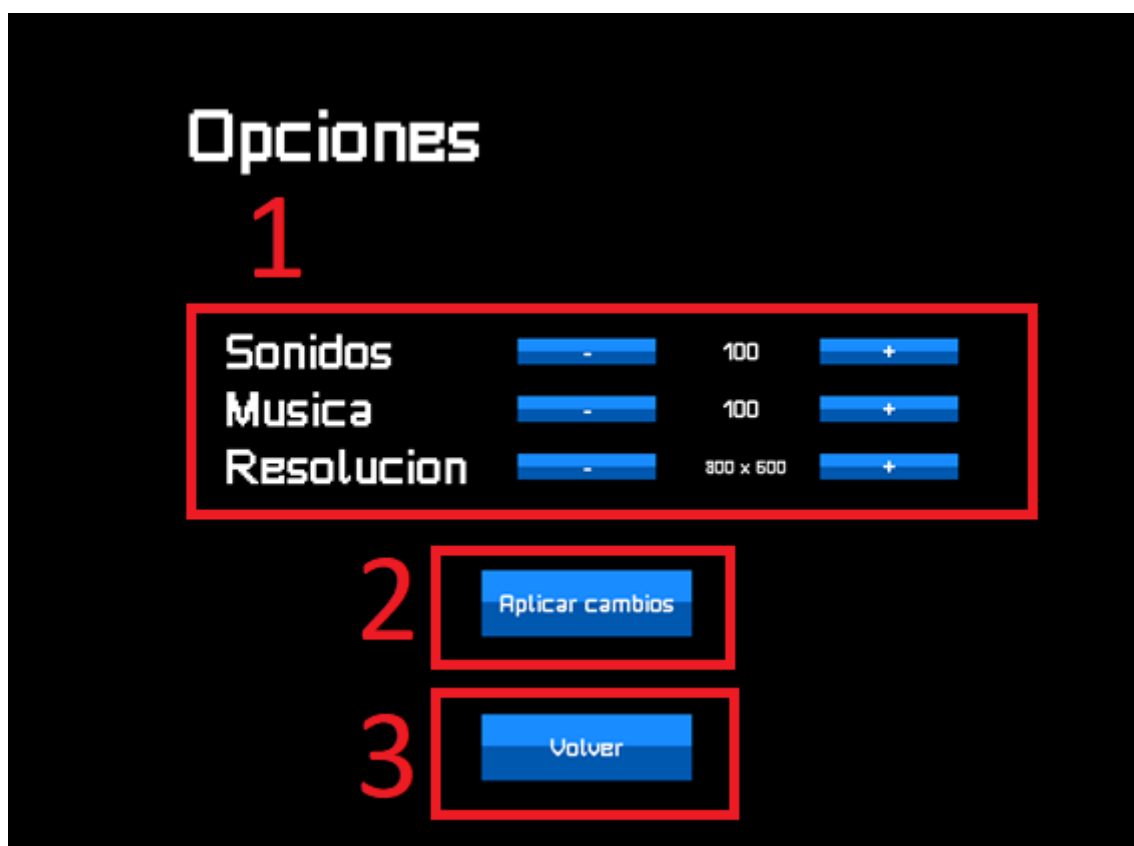 Opciones
1
Sonidos - 100 +
Musica - 100 +
Resolucion - 800 x 600 +
2
Aplicar cambios
3
Volver